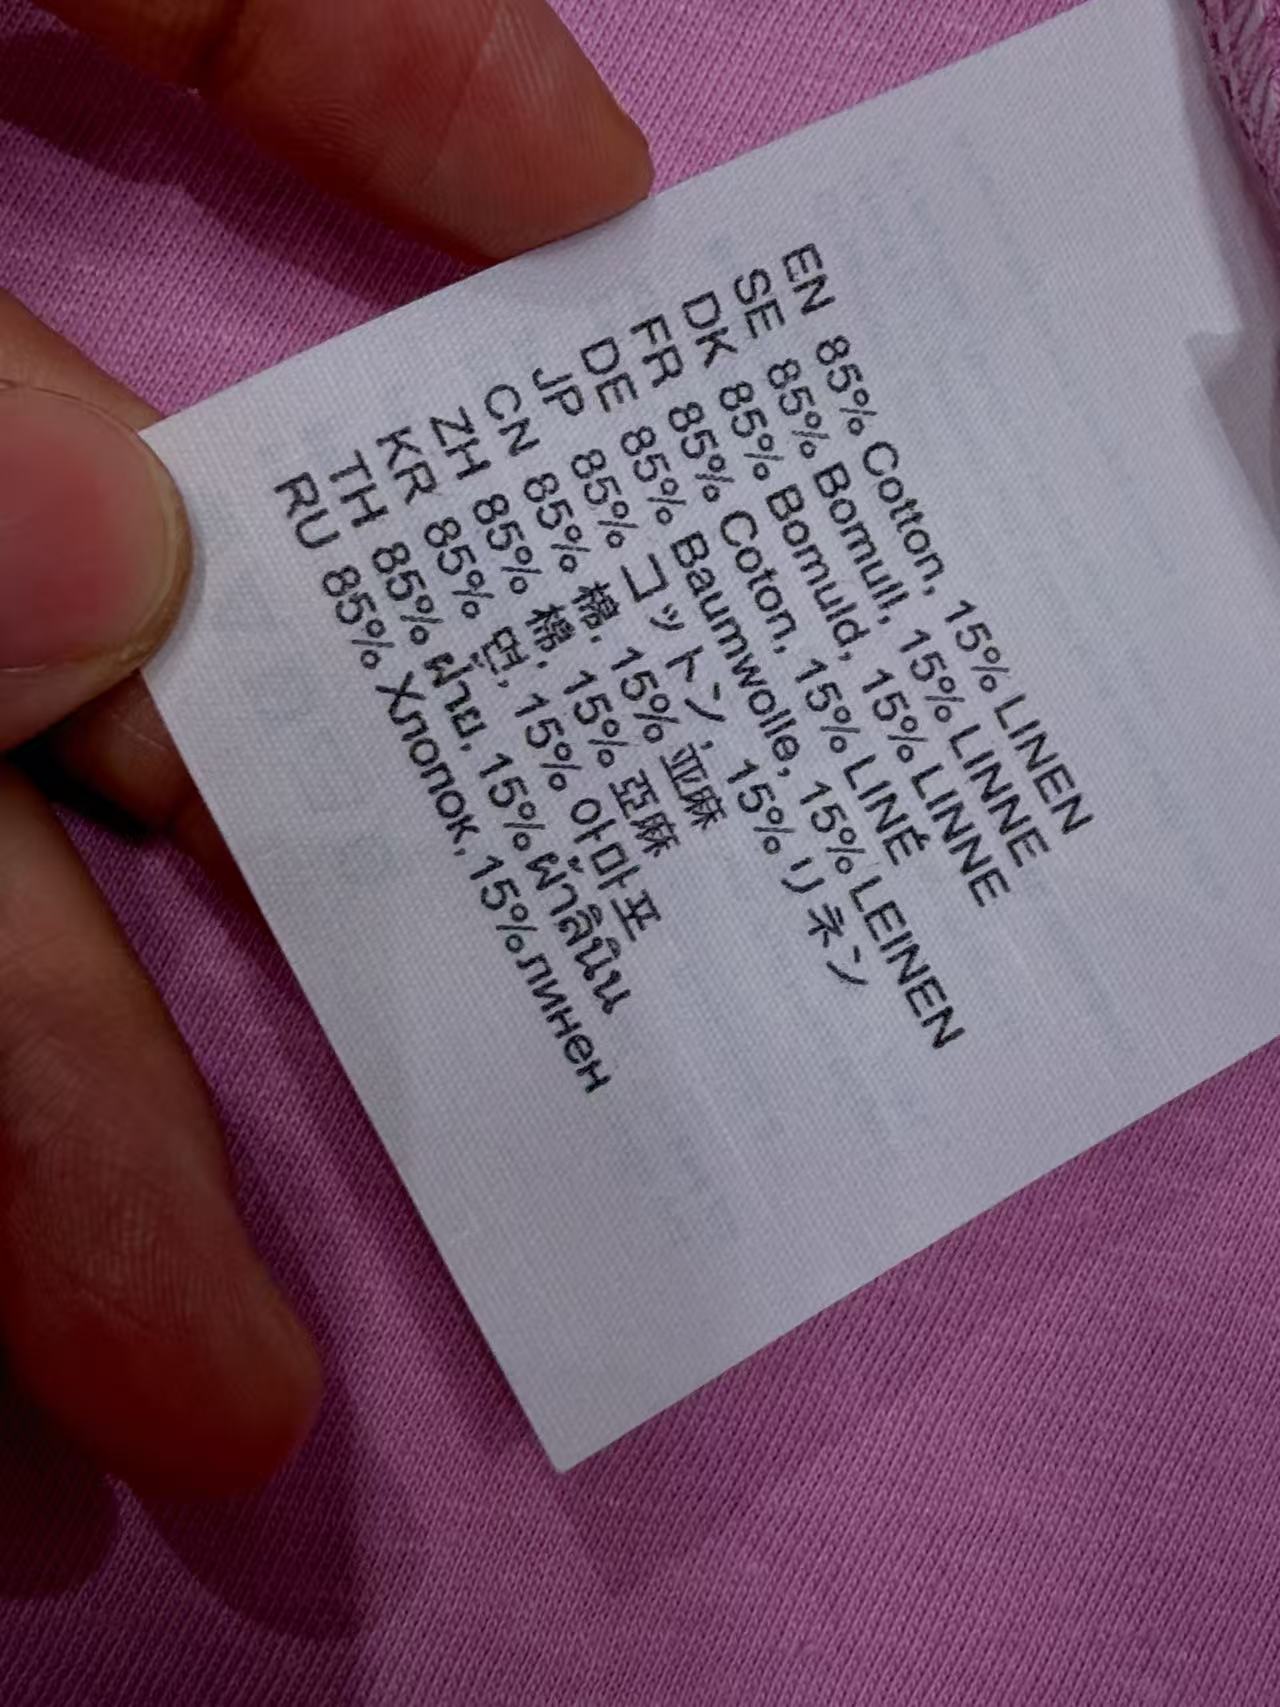 EN 85% Cotton, 15% LINEN
SE 85% Bomull, 15% LINNE
DK 85% Bomuld, 15% LINNE
FR 85% Coton, 15% LINÉ
DE 85% Baumwolle, 15% LEINEN
JP 85% コットン, 15% リネン
CN 85% 棉, 15% 亚麻
ZH 85% 棉, 15% 亞麻
KR 85% 면, 15% 아마포
TH 85% ฝ้าย, 15% ผ้าลินิน
RU 85% Хлопок, 15% линен